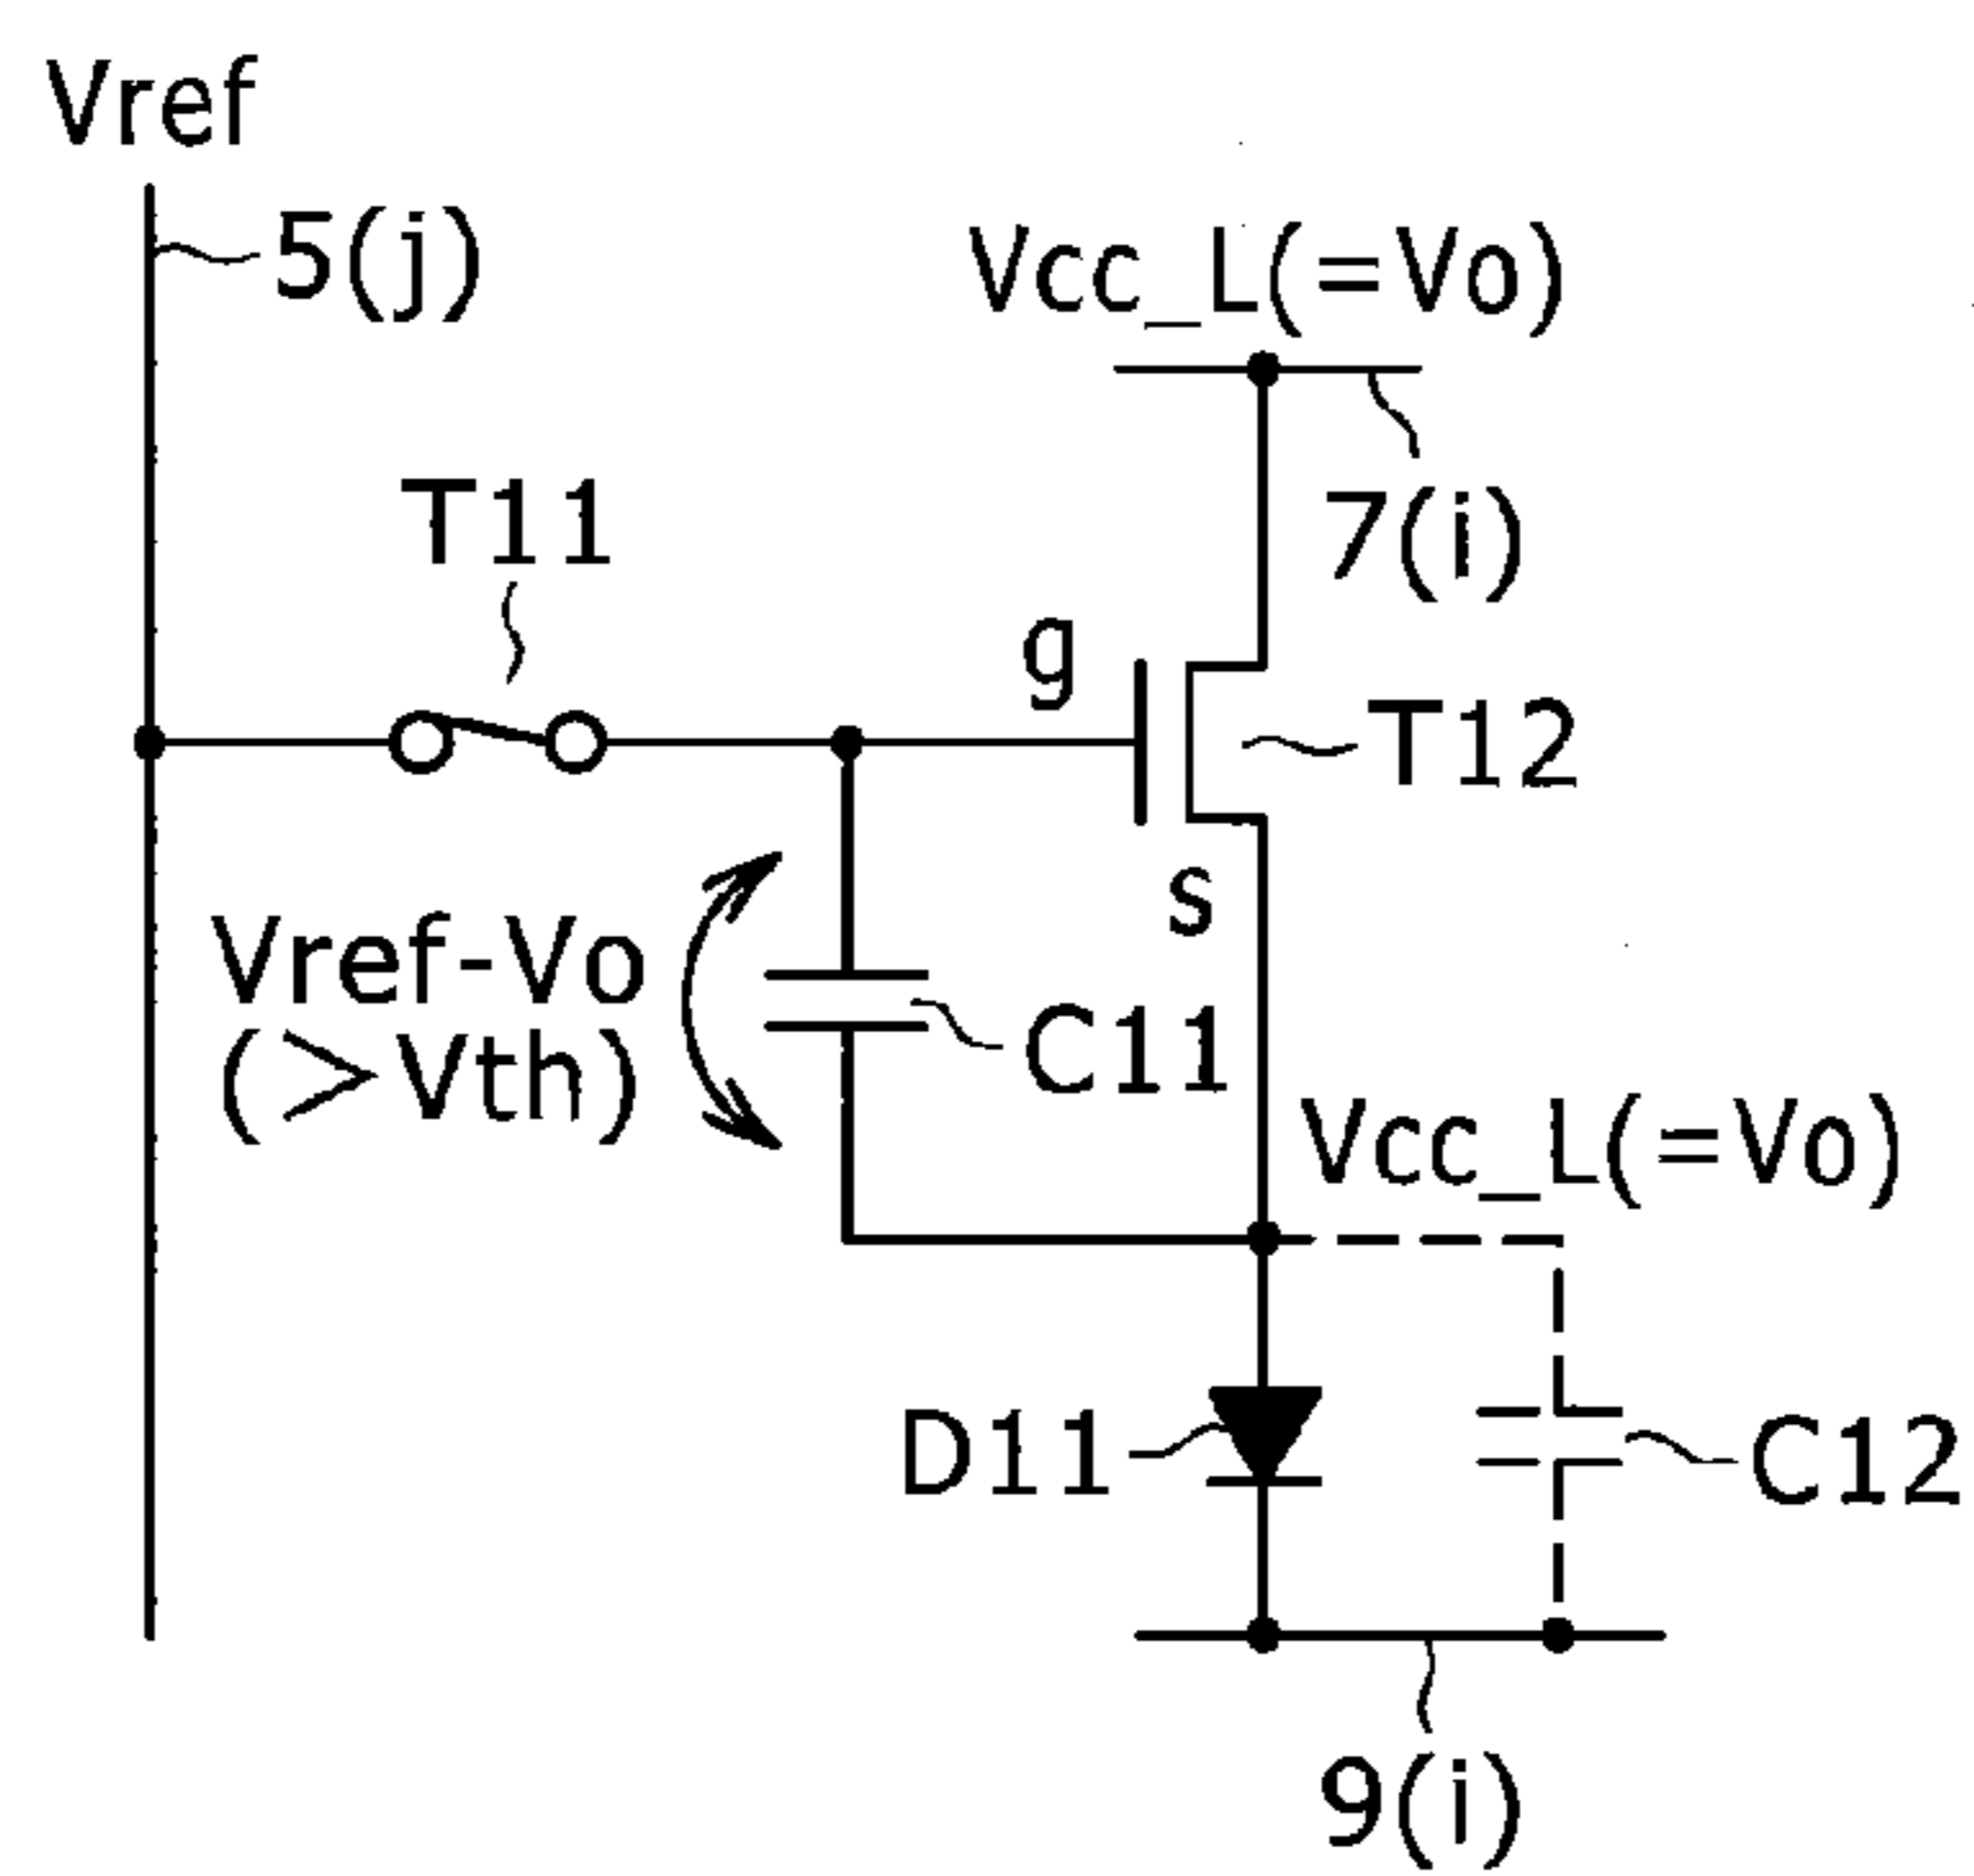 Vref
5(j)
Vcc_L(=Vo)
7(i)
T11
g
T12
s
Vref-Vo
(>Vth)
C11
Vcc_L(=Vo)
D11
C12
9(i)